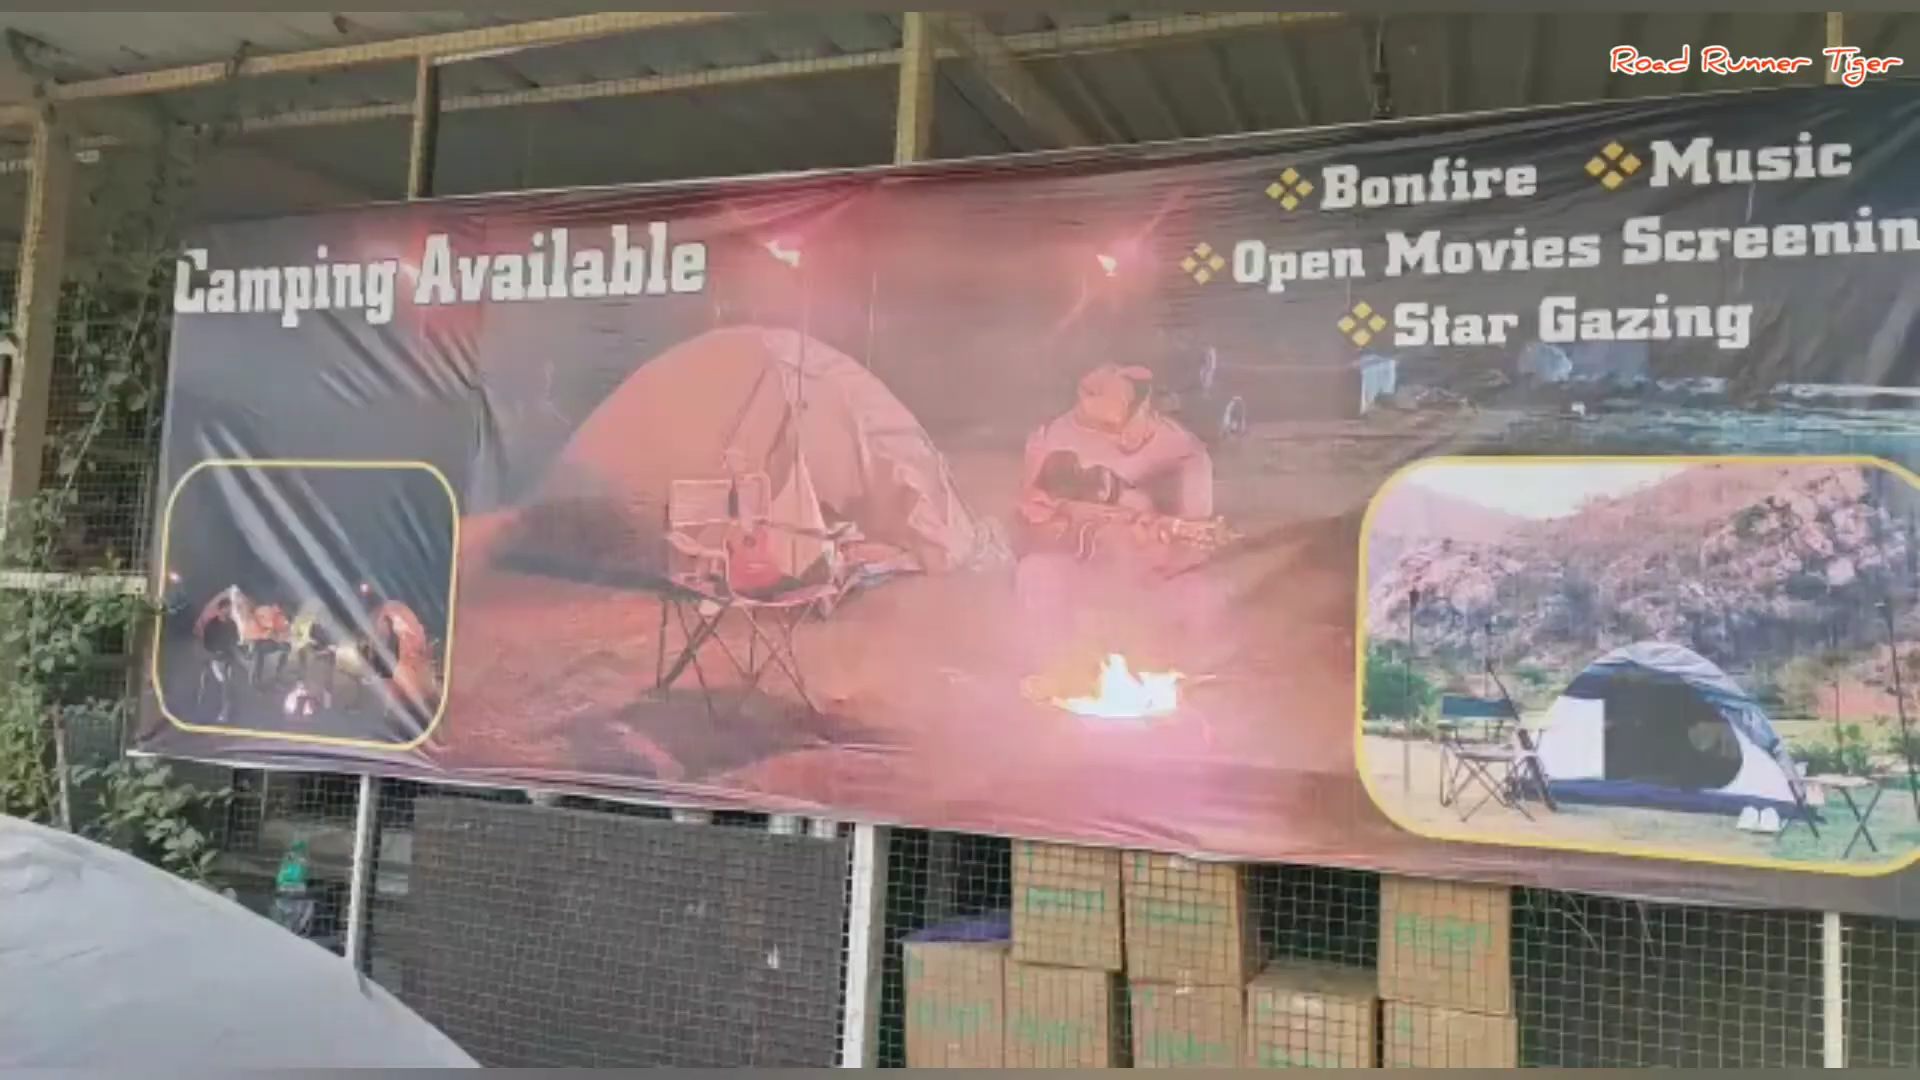 Road Runner Tiger
Camping Available
Bonfire
Music
Open Movies Screenin
Star Gazing